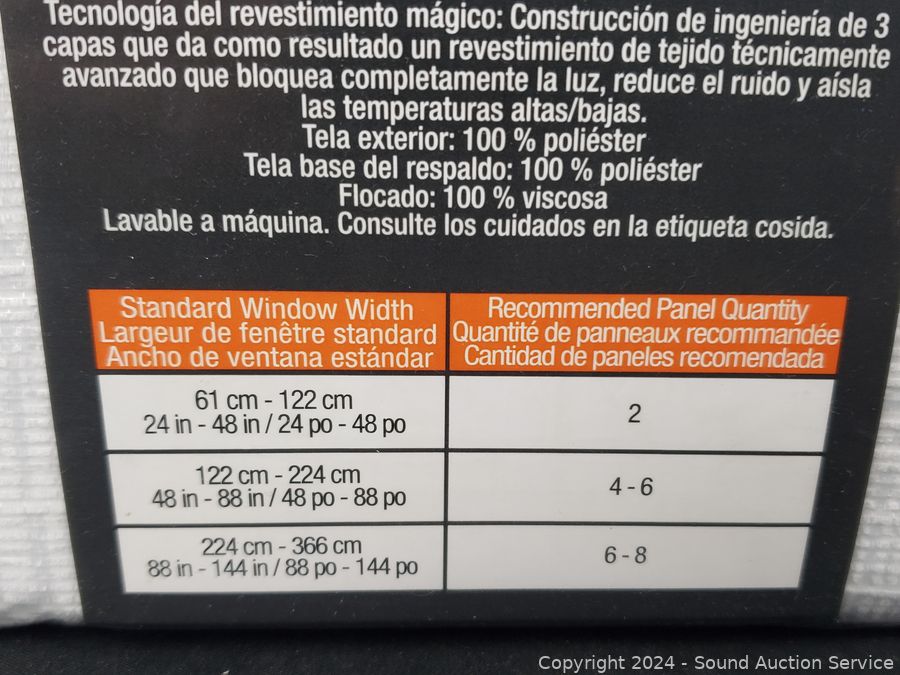 Tecnología del revestimiento mágico: Construcción de ingeniería de 3
capas que da como resultado un revestimiento de tejido técnicamente
avanzado que bloquea completamente la luz, reduce el ruido y aísla
las temperaturas altas/bajas.
Tela exterior: 100 % poliéster
Tela base del respaldo: 100 % poliéster
Flocado: 100 % viscosa
Lavable a máquina. Consulte los cuidados en la etiqueta cosida.
Standard Window Width
Largeur de fenêtre standard
Ancho de ventana estándar
Recommended Panel Quantity
Quantité de panneaux recommandée
Cantidad de paneles recomendada
61 cm - 122 cm
24 in - 48 in / 24 po - 48 po
2
122 cm - 224 cm
48 in - 88 in / 48 po - 88 po
4 - 6
224 cm - 366 cm
88 in - 144 in / 88 po - 144 po
6 - 8
Copyright 2024 - Sound Auction Service